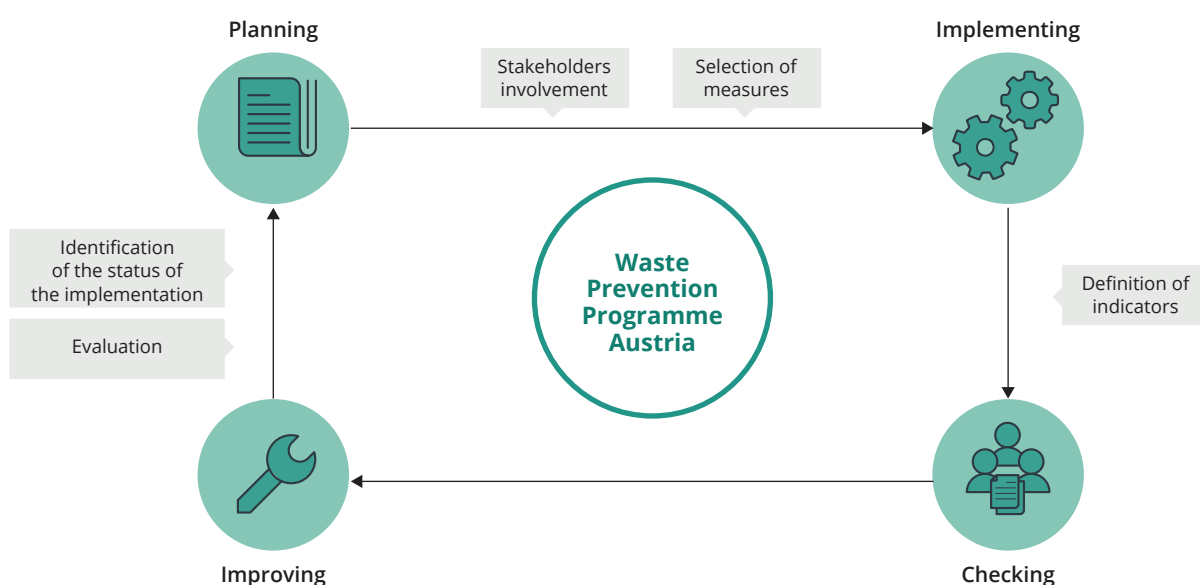 Planning
Implementing
Stakeholders
involvement
Selection of
measures
Identification
of the status of
the implementation
Evaluation
Waste
Prevention
Programme
Austria
Definition of
indicators
Improving
Checking